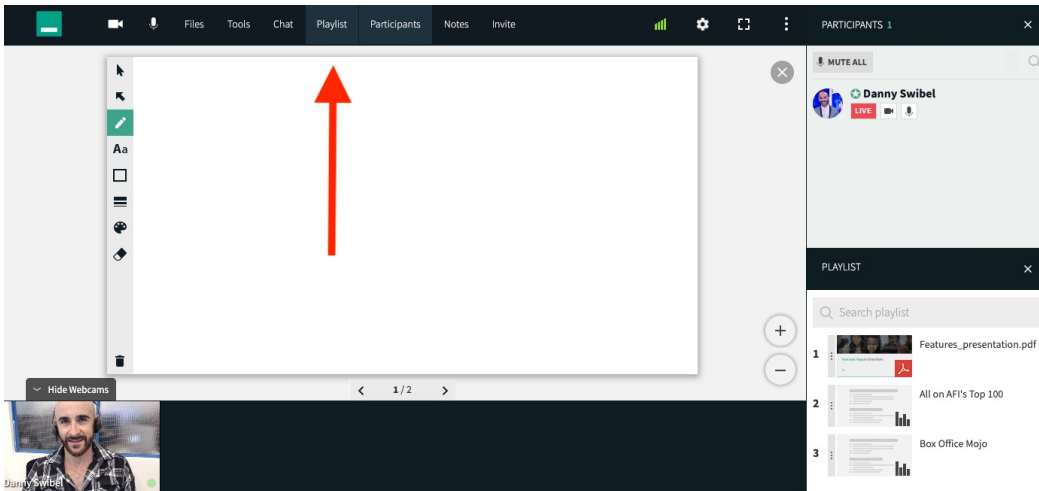 Files Tools Chat Playlist Participants Notes Invite
PARTICIPANTS 1
MUTE ALL
Danny Swibel
LIVE
Aa
PLAYLIST
Search playlist
1 Features_presentation.pdf
2 All on AFI's Top 100
3 Box Office Mojo
1 / 2
Hide Webcams
Danny Swibel